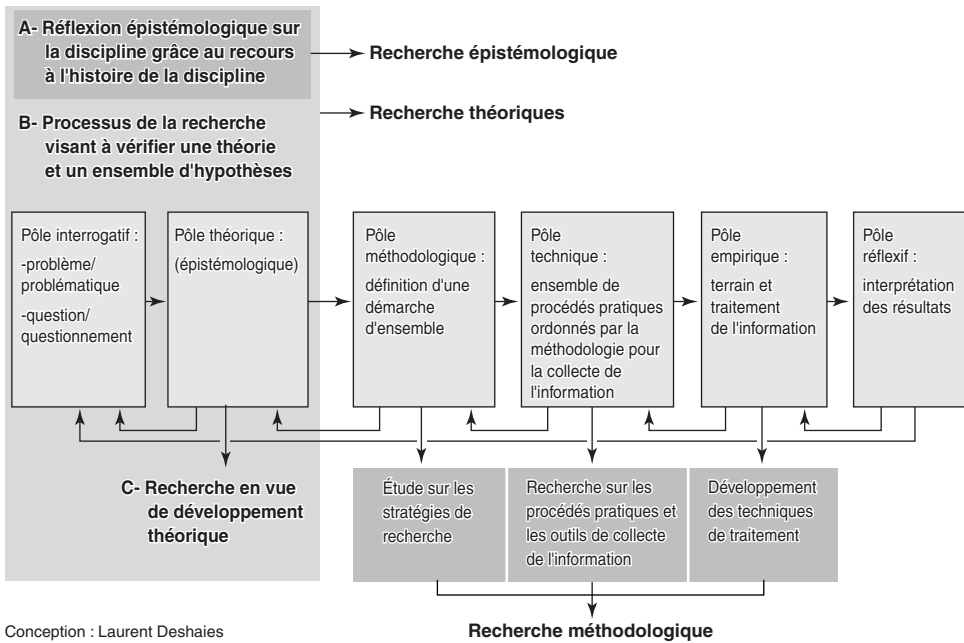 A- Réflexion épistémologique sur
la discipline grâce au recours
à l'histoire de la discipline
Recherche épistémologique
Recherche théoriques
B- Processus de la recherche
visant à vérifier une théorie
et un ensemble d'hypothèses
Pôle interrogatif :
-problème/
problématique
-question/
questionnement
Pôle théorique :
(épistémologique)
Pôle
méthodologique :
définition d'une
démarche
d'ensemble
Pôle
technique :
ensemble de
procédés pratiques
ordonnés par la
méthodologie pour
la collecte de
l'information
Pôle
empirique :
terrain et
traitement
de l'information
Pôle
réflexif :
interprétation
des résultats
C- Recherche en vue
de développement
théorique
Étude sur les
stratégies de
recherche
Recherche sur les
procédés pratiques et
les outils de collecte
de l'information
Développement
des techniques
de traitement
Conception : Laurent Deshaies
Recherche méthodologique